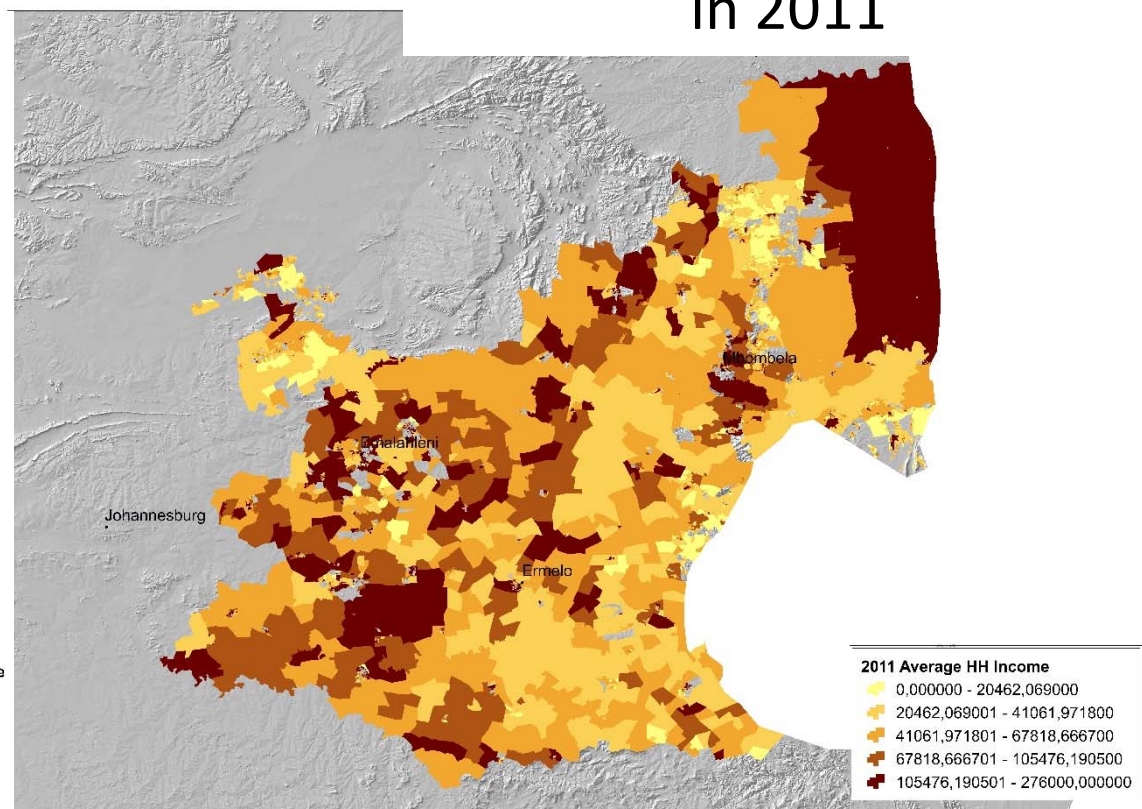 in 2011
Mbombela
Emalahleni
Johannesburg
Ermelo
e
2011 Average HH Income
0,000000 - 20462,069000
20462,069001 - 41061,971800
41061,971801 - 67818,666700
67818,666701 - 105476,190500
105476,190501 - 276000,000000